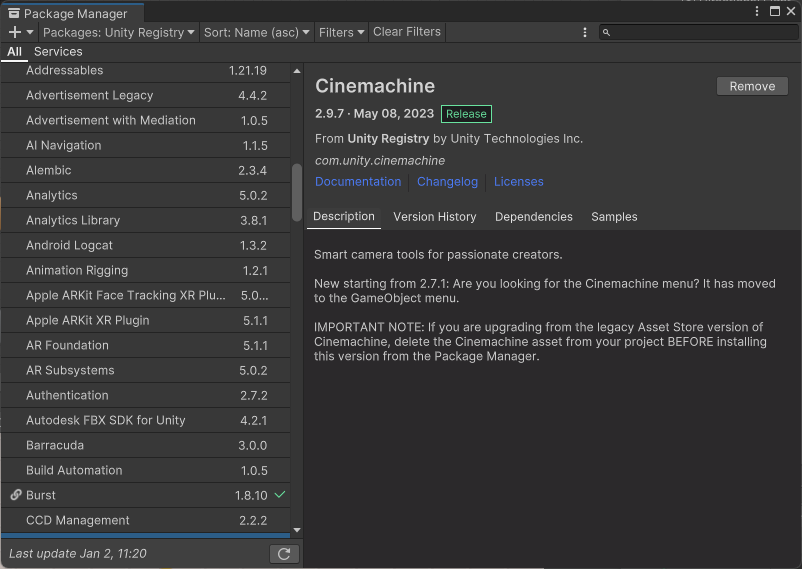 Package Manager
Packages: Unity Registry Sort: Name (asc) Filters Clear Filters
All Services
Addressables 1.21.19
Advertisement Legacy 4.4.2
Advertisement with Mediation 1.0.5
AI Navigation 1.1.5
Alembic 2.3.4
Analytics 5.0.2
Analytics Library 3.8.1
Android Logcat 1.3.2
Animation Rigging 1.2.1
Apple ARKit Face Tracking XR Plu... 5.0...
Apple ARKit XR Plugin 5.1.1
AR Foundation 5.1.1
AR Subsystems 5.0.2
Authentication 2.7.2
Autodesk FBX SDK for Unity 4.2.1
Barracuda 3.0.0
Build Automation 1.0.5
Burst 1.8.10
CCD Management 2.2.2
Last update Jan 2, 11:20
Cinemachine
Remove
2.9.7 · May 08, 2023 Release
From Unity Registry by Unity Technologies Inc.
com.unity.cinemachine
Documentation Changelog Licenses
Description Version History Dependencies Samples
Smart camera tools for passionate creators.
New starting from 2.7.1: Are you looking for the Cinemachine menu? It has moved
to the GameObject menu.
IMPORTANT NOTE: If you are upgrading from the legacy Asset Store version of
Cinemachine, delete the Cinemachine asset from your project BEFORE installing
this version from the Package Manager.